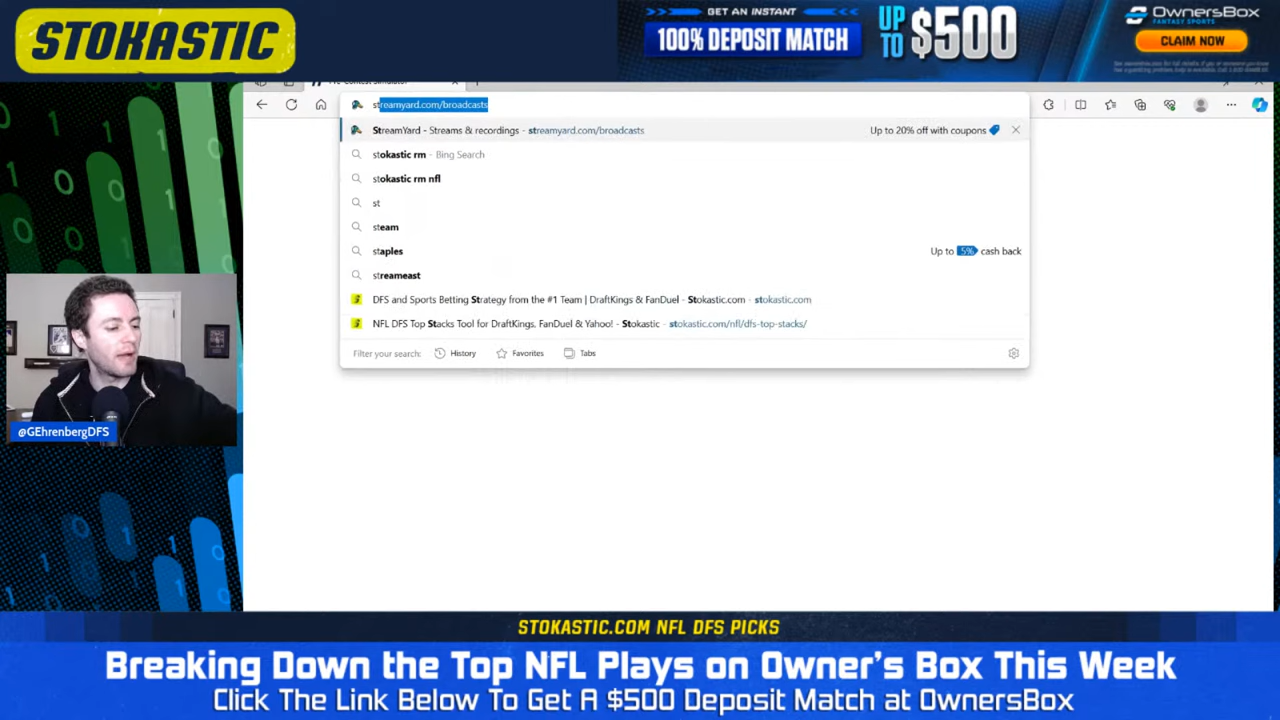 STOKASTIC
GET AN INSTANT
100% DEPOSIT MATCH
UP TO $500
OWNERSBOX
FANTASY SPORTS
CLAIM NOW
streamyard.com/broadcasts
StreamYard - Streams & recordings - streamyard.com/broadcasts
Up to 20% off with coupons
stokastic rm - Bing Search
stokastic rm nfl
st
steam
staples
Up to 5% cash back
streameast
DFS and Sports Betting Strategy from the #1 Team | DraftKings & FanDuel - Stokastic.com - stokastic.com
NFL DFS Top Stacks Tool for DraftKings, FanDuel & Yahoo! - Stokastic - stokastic.com/nfl/dfs-top-stacks/
Filter your search: History Favorites Tabs
@GEhrenbergDFS
STOKASTIC.COM NFL DFS PICKS
Breaking Down the Top NFL Plays on Owner's Box This Week
Click The Link Below To Get A $500 Deposit Match at OwnersBox